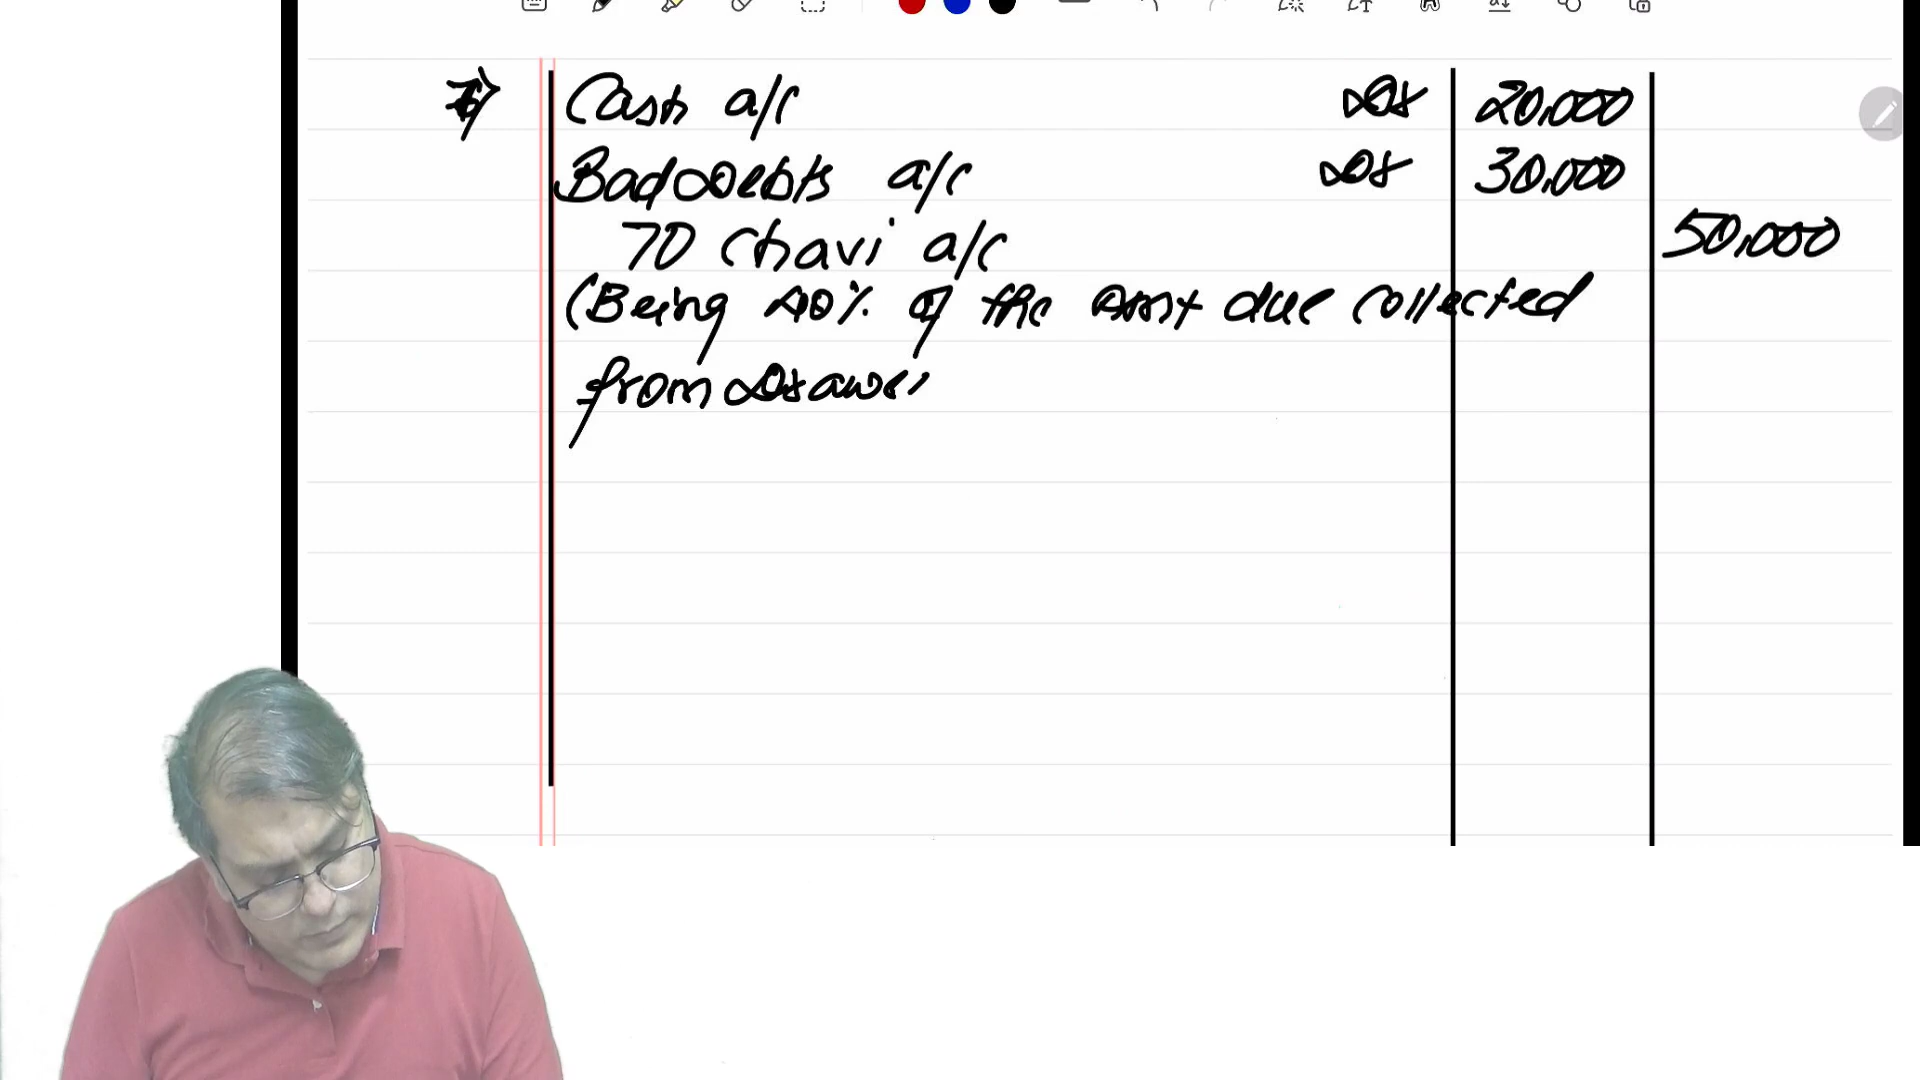 Cash a/c Dr 20,000
Bad Debts a/c Dr 30,000
To Chavi a/c 50,000
(Being 40% of the Amt due collected
from Drawer